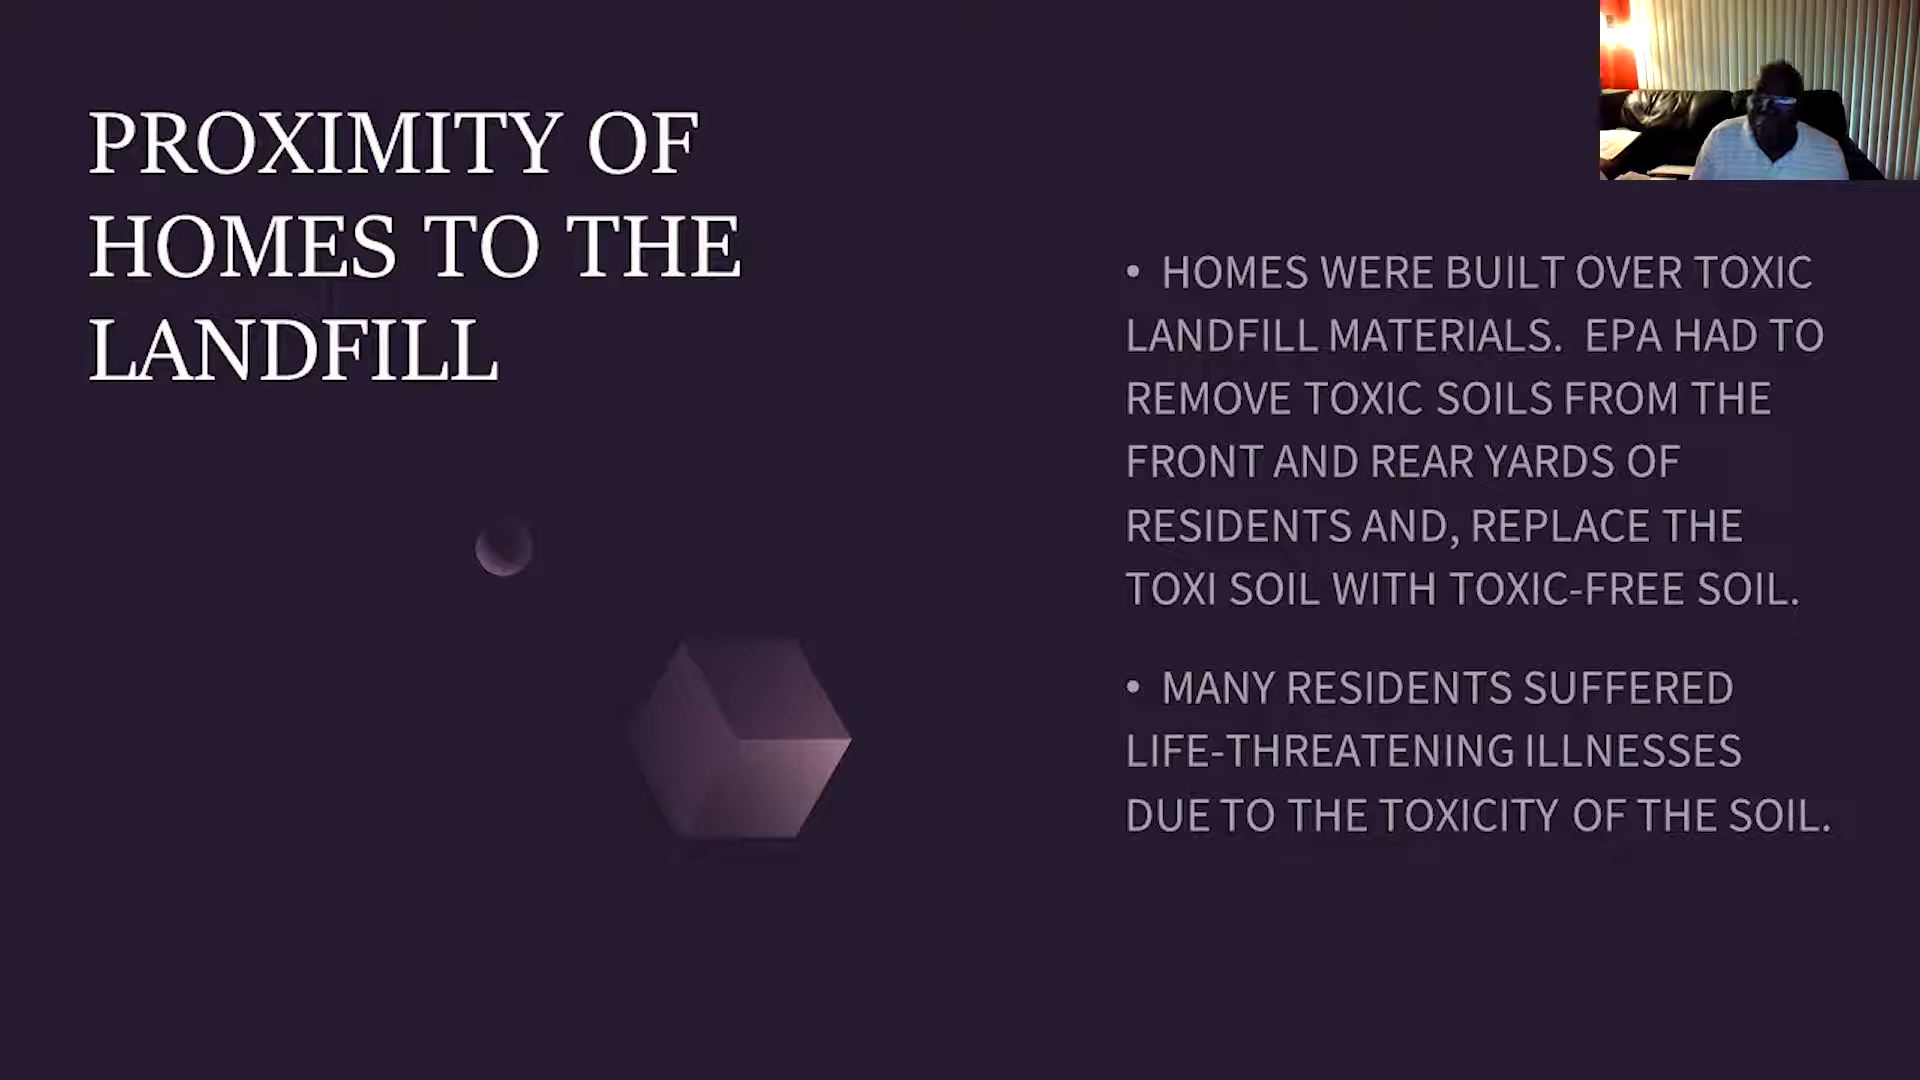 PROXIMITY OF
HOMES TO THE
LANDFILL
• HOMES WERE BUILT OVER TOXIC
LANDFILL MATERIALS.  EPA HAD TO
REMOVE TOXIC SOILS FROM THE
FRONT AND REAR YARDS OF
RESIDENTS AND, REPLACE THE
TOXI SOIL WITH TOXIC-FREE SOIL.
• MANY RESIDENTS SUFFERED
LIFE-THREATENING ILLNESSES
DUE TO THE TOXICITY OF THE SOIL.